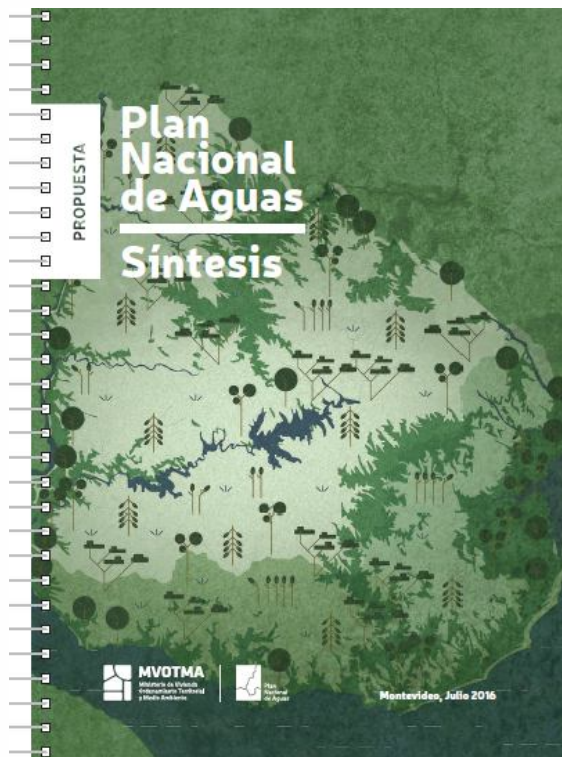 PROPUESTA
Plan
Nacional
de Aguas
Síntesis
MVOTMA
Ministerio de Vivienda
Ordenamiento Territorial
y Medio Ambiente
Plan
Nacional
de Aguas
Montevideo, Julio 2016